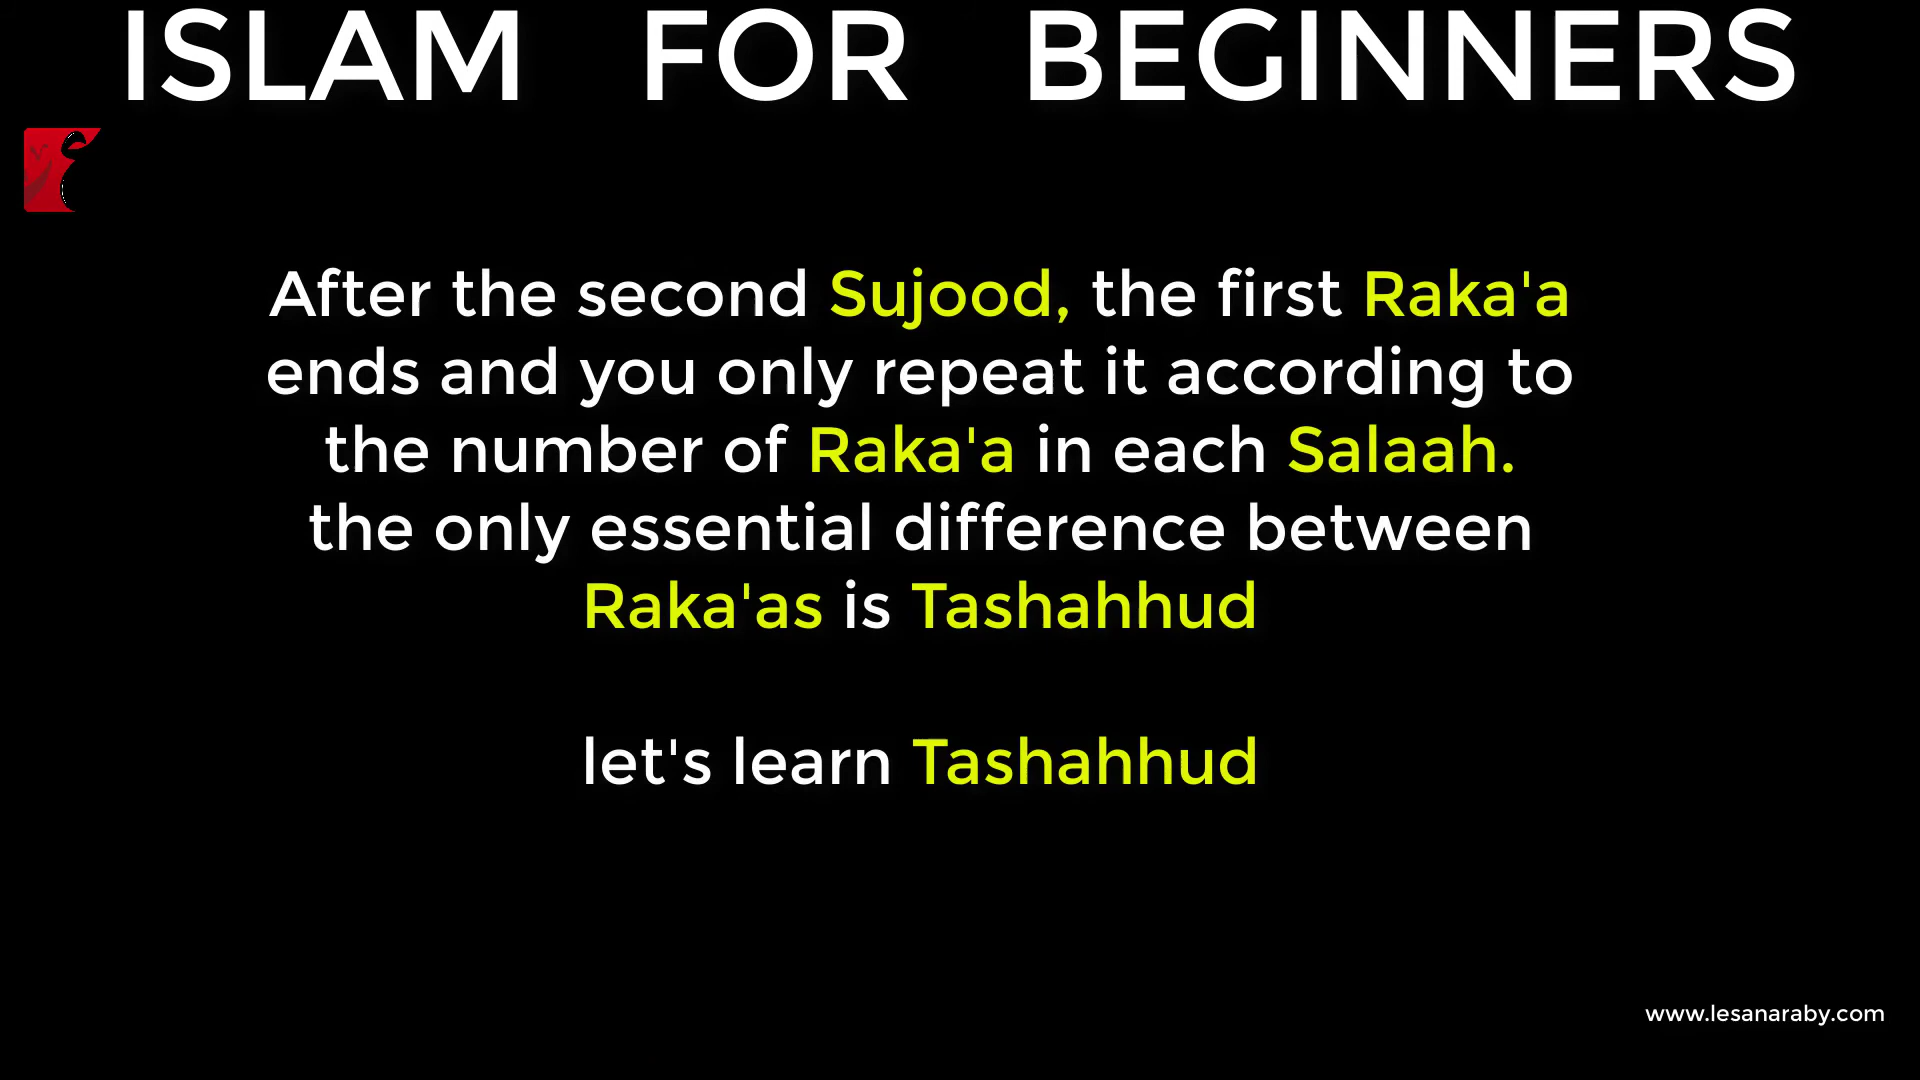 ISLAM FOR BEGINNERS
After the second Sujood, the first Raka'a
ends and you only repeat it according to
the number of Raka'a in each Salaah.
the only essential difference between
Raka'as is Tashahhud
let's learn Tashahhud
www.lesanaraby.com